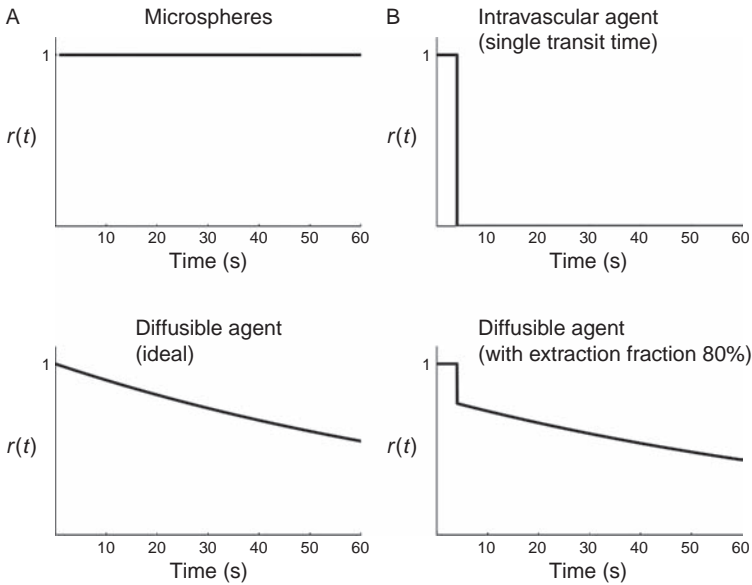 A
Microspheres
1
r(t)
10 20 30 40 50 60
Time (s)
B
Intravascular agent
(single transit time)
1
r(t)
10 20 30 40 50 60
Time (s)
Diffusible agent
(ideal)
1
r(t)
10 20 30 40 50 60
Time (s)
Diffusible agent
(with extraction fraction 80%)
1
r(t)
10 20 30 40 50 60
Time (s)